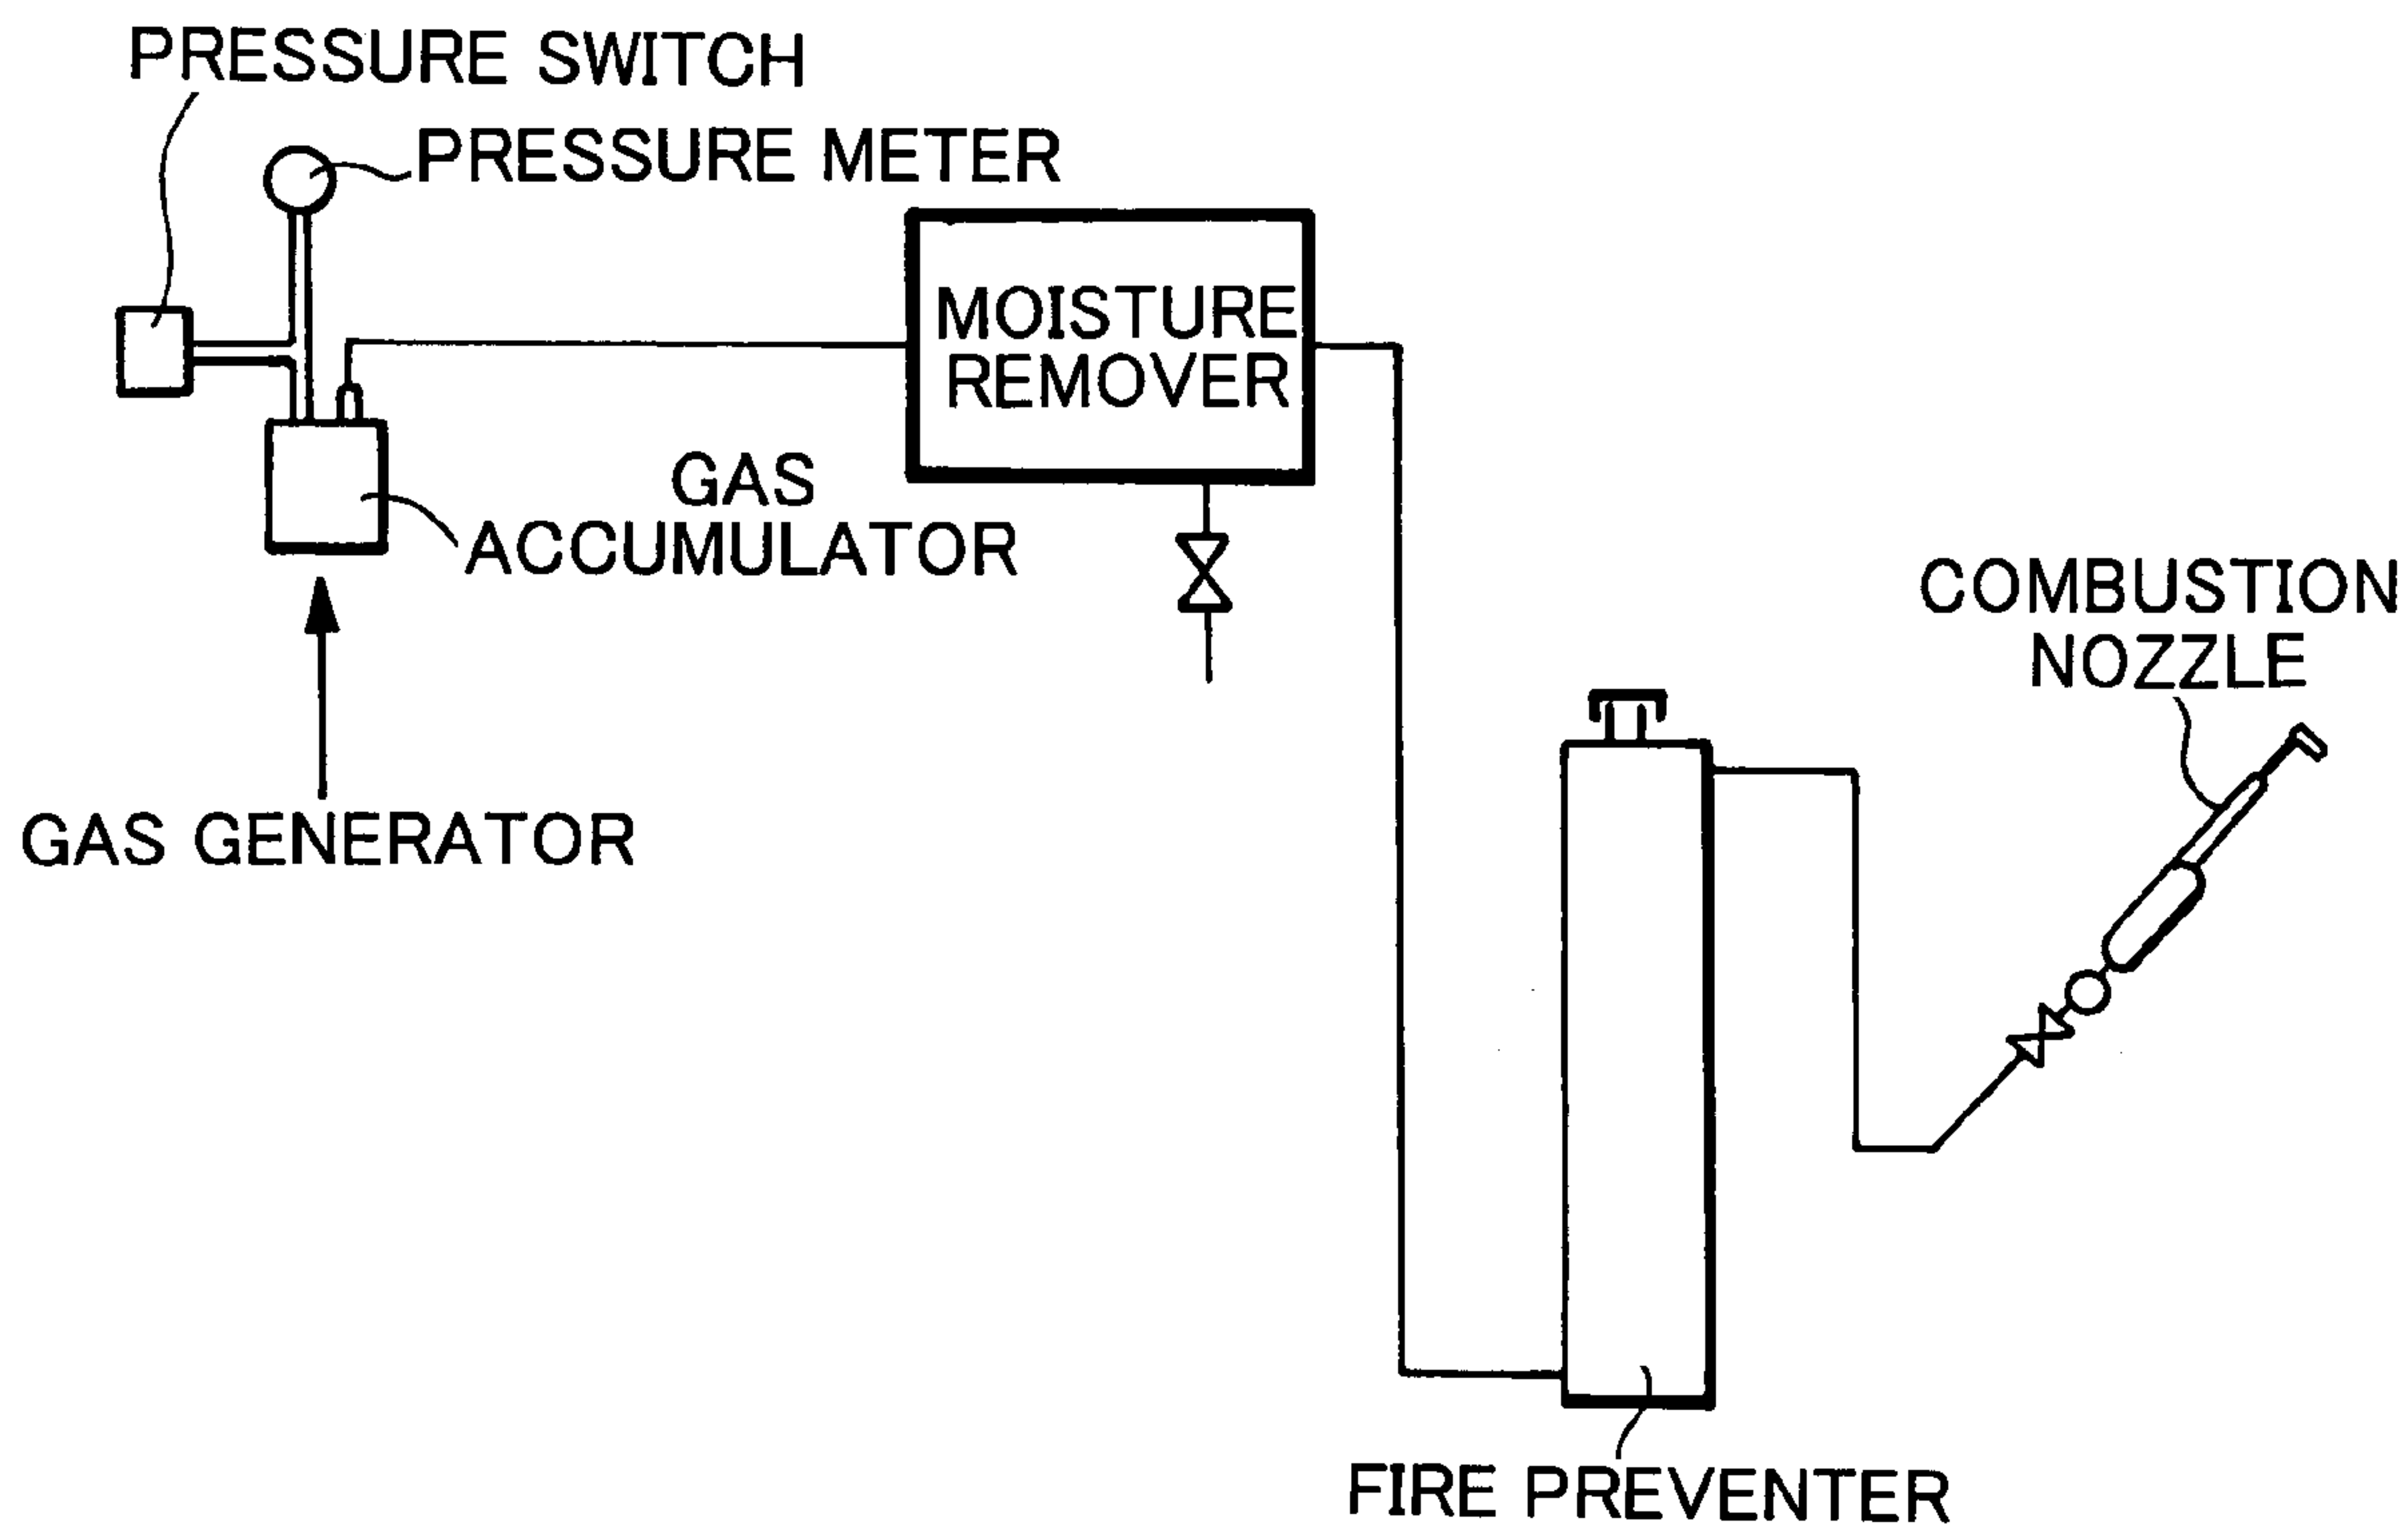 PRESSURE SWITCH
PRESSURE METER
MOISTURE
REMOVER
GAS
ACCUMULATOR
COMBUSTION
NOZZLE
GAS GENERATOR
FIRE PREVENTER